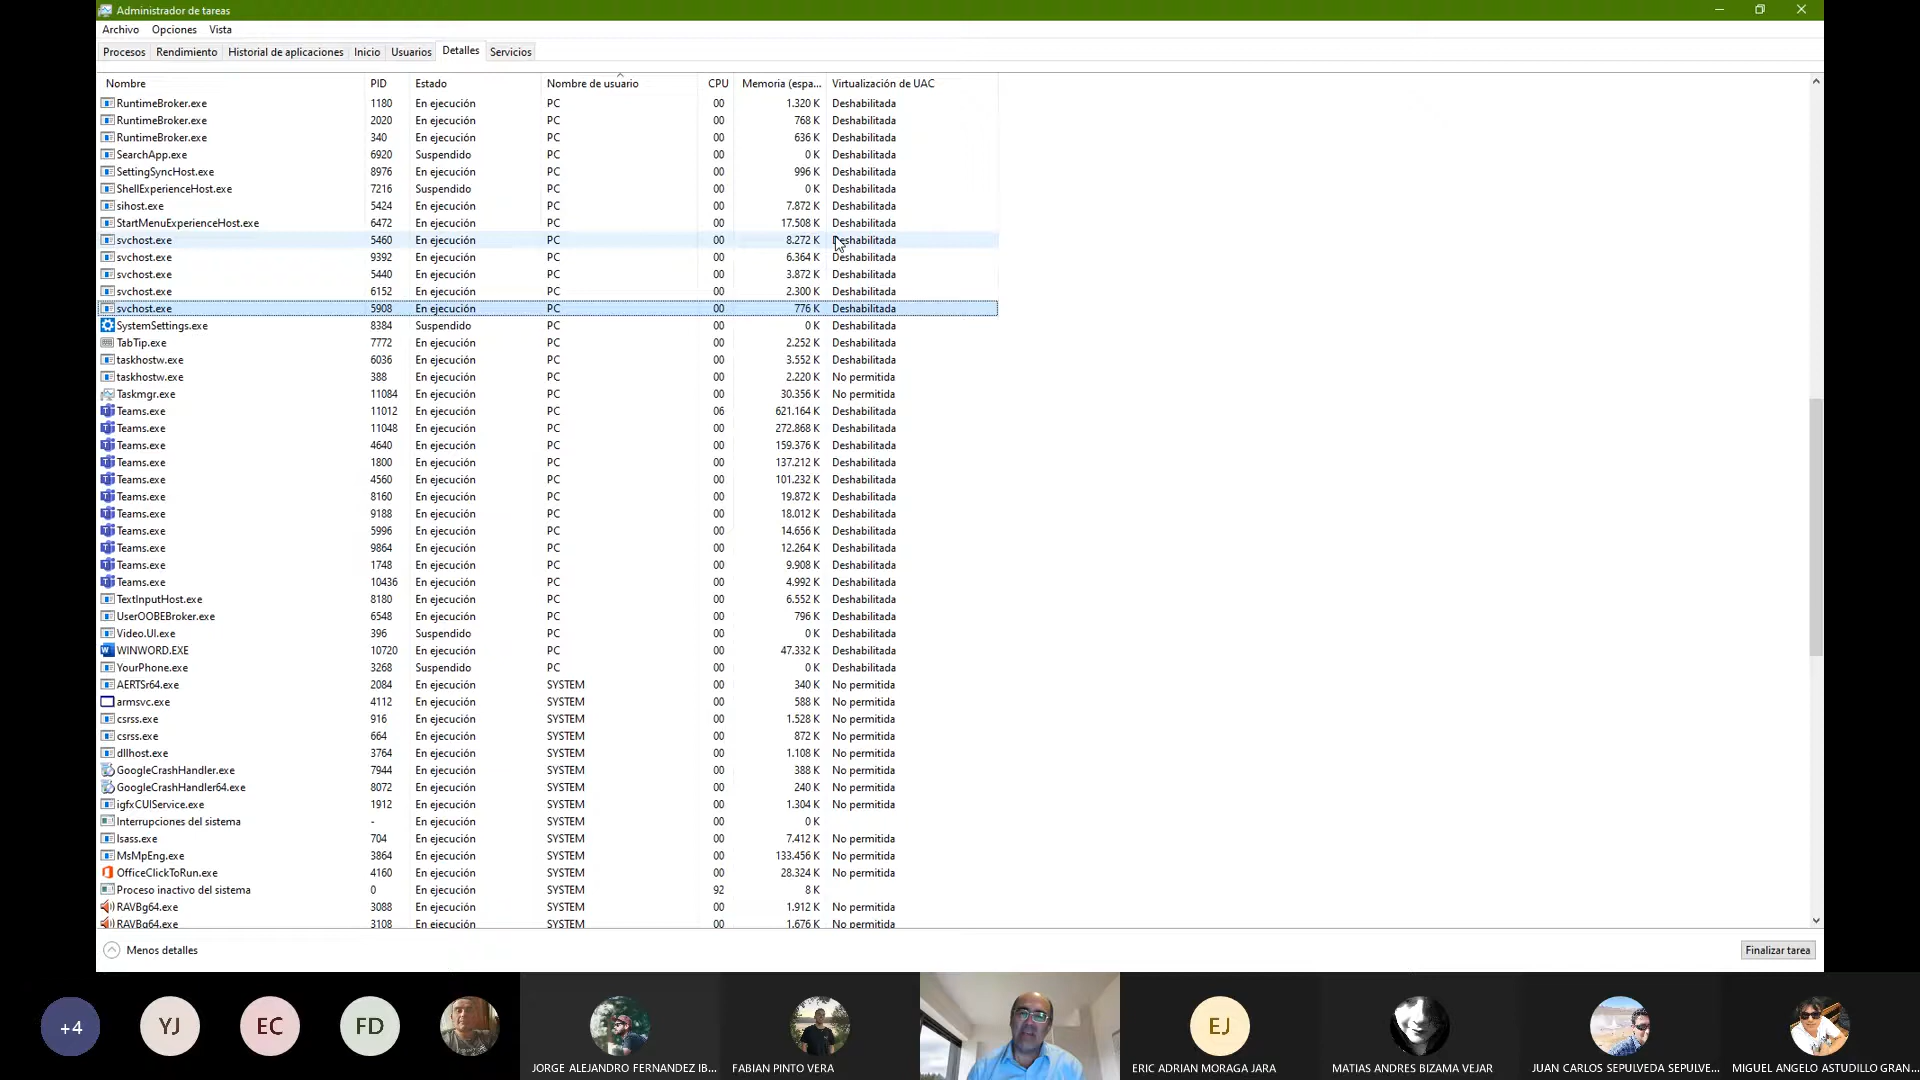 Administrador de tareas
Archivo Opciones Vista
Procesos Rendimiento Historial de aplicaciones Inicio Usuarios Detalles Servicios
Nombre PID Estado Nombre de usuario CPU Memoria (espa... Virtualización de UAC
RuntimeBroker.exe 1180 En ejecución PC 00 1.320 K Deshabilitada
RuntimeBroker.exe 2020 En ejecución PC 00 768 K Deshabilitada
RuntimeBroker.exe 340 En ejecución PC 00 636 K Deshabilitada
SearchApp.exe 6920 Suspendido PC 00 0 K Deshabilitada
SettingSyncHost.exe 8976 En ejecución PC 00 996 K Deshabilitada
ShellExperienceHost.exe 7216 Suspendido PC 00 0 K Deshabilitada
sihost.exe 5424 En ejecución PC 00 7.872 K Deshabilitada
StartMenuExperienceHost.exe 6472 En ejecución PC 00 17.508 K Deshabilitada
svchost.exe 5460 En ejecución PC 00 8.272 K Deshabilitada
svchost.exe 9392 En ejecución PC 00 6.364 K Deshabilitada
svchost.exe 5440 En ejecución PC 00 3.872 K Deshabilitada
svchost.exe 6152 En ejecución PC 00 2.300 K Deshabilitada
svchost.exe 5908 En ejecución PC 00 776 K Deshabilitada
SystemSettings.exe 8384 Suspendido PC 00 0 K Deshabilitada
TabTip.exe 7772 En ejecución PC 00 2.252 K Deshabilitada
taskhostw.exe 6036 En ejecución PC 00 3.552 K Deshabilitada
taskhostw.exe 388 En ejecución PC 00 2.220 K No permitida
Taskmgr.exe 11084 En ejecución PC 00 30.356 K No permitida
Teams.exe 11012 En ejecución PC 06 621.164 K Deshabilitada
Teams.exe 11048 En ejecución PC 00 272.868 K Deshabilitada
Teams.exe 4640 En ejecución PC 00 159.376 K Deshabilitada
Teams.exe 1800 En ejecución PC 00 137.212 K Deshabilitada
Teams.exe 4560 En ejecución PC 00 101.232 K Deshabilitada
Teams.exe 8160 En ejecución PC 00 19.872 K Deshabilitada
Teams.exe 9188 En ejecución PC 00 18.012 K Deshabilitada
Teams.exe 5996 En ejecución PC 00 14.656 K Deshabilitada
Teams.exe 9864 En ejecución PC 00 12.264 K Deshabilitada
Teams.exe 1748 En ejecución PC 00 9.908 K Deshabilitada
Teams.exe 10436 En ejecución PC 00 4.992 K Deshabilitada
TextInputHost.exe 8180 En ejecución PC 00 6.552 K Deshabilitada
UserOOBEBroker.exe 6548 En ejecución PC 00 796 K Deshabilitada
Video.UI.exe 396 Suspendido PC 00 0 K Deshabilitada
WINWORD.EXE 10720 En ejecución PC 00 47.332 K Deshabilitada
YourPhone.exe 3268 Suspendido PC 00 0 K Deshabilitada
AERTSr64.exe 2084 En ejecución SYSTEM 00 340 K No permitida
armsvc.exe 4112 En ejecución SYSTEM 00 588 K No permitida
csrss.exe 916 En ejecución SYSTEM 00 1.528 K No permitida
csrss.exe 664 En ejecución SYSTEM 00 872 K No permitida
dllhost.exe 3764 En ejecución SYSTEM 00 1.108 K No permitida
GoogleCrashHandler.exe 7944 En ejecución SYSTEM 00 388 K No permitida
GoogleCrashHandler64.exe 8072 En ejecución SYSTEM 00 240 K No permitida
igfxCUIService.exe 1912 En ejecución SYSTEM 00 1.304 K No permitida
Interrupciones del sistema - En ejecución SYSTEM 00 0 K
lsass.exe 704 En ejecución SYSTEM 00 7.412 K No permitida
MsMpEng.exe 3864 En ejecución SYSTEM 00 133.456 K No permitida
OfficeClickToRun.exe 4160 En ejecución SYSTEM 00 28.324 K No permitida
Proceso inactivo del sistema 0 En ejecución SYSTEM 92 8 K
RAVBg64.exe 3088 En ejecución SYSTEM 00 1.912 K No permitida
RAVBg64.exe 3108 En ejecución SYSTEM 00 1.676 K No permitida
Menos detalles Finalizar tarea
+4 YJ EC FD EJ
JORGE ALEJANDRO FERNANDEZ IB... FABIAN PINTO VERA ERIC ADRIAN MORAGA JARA MATIAS ANDRES BIZAMA VEJAR JUAN CARLOS SEPULVEDA SEPULVE... MIGUEL ANGELO ASTUDILLO GRAN...